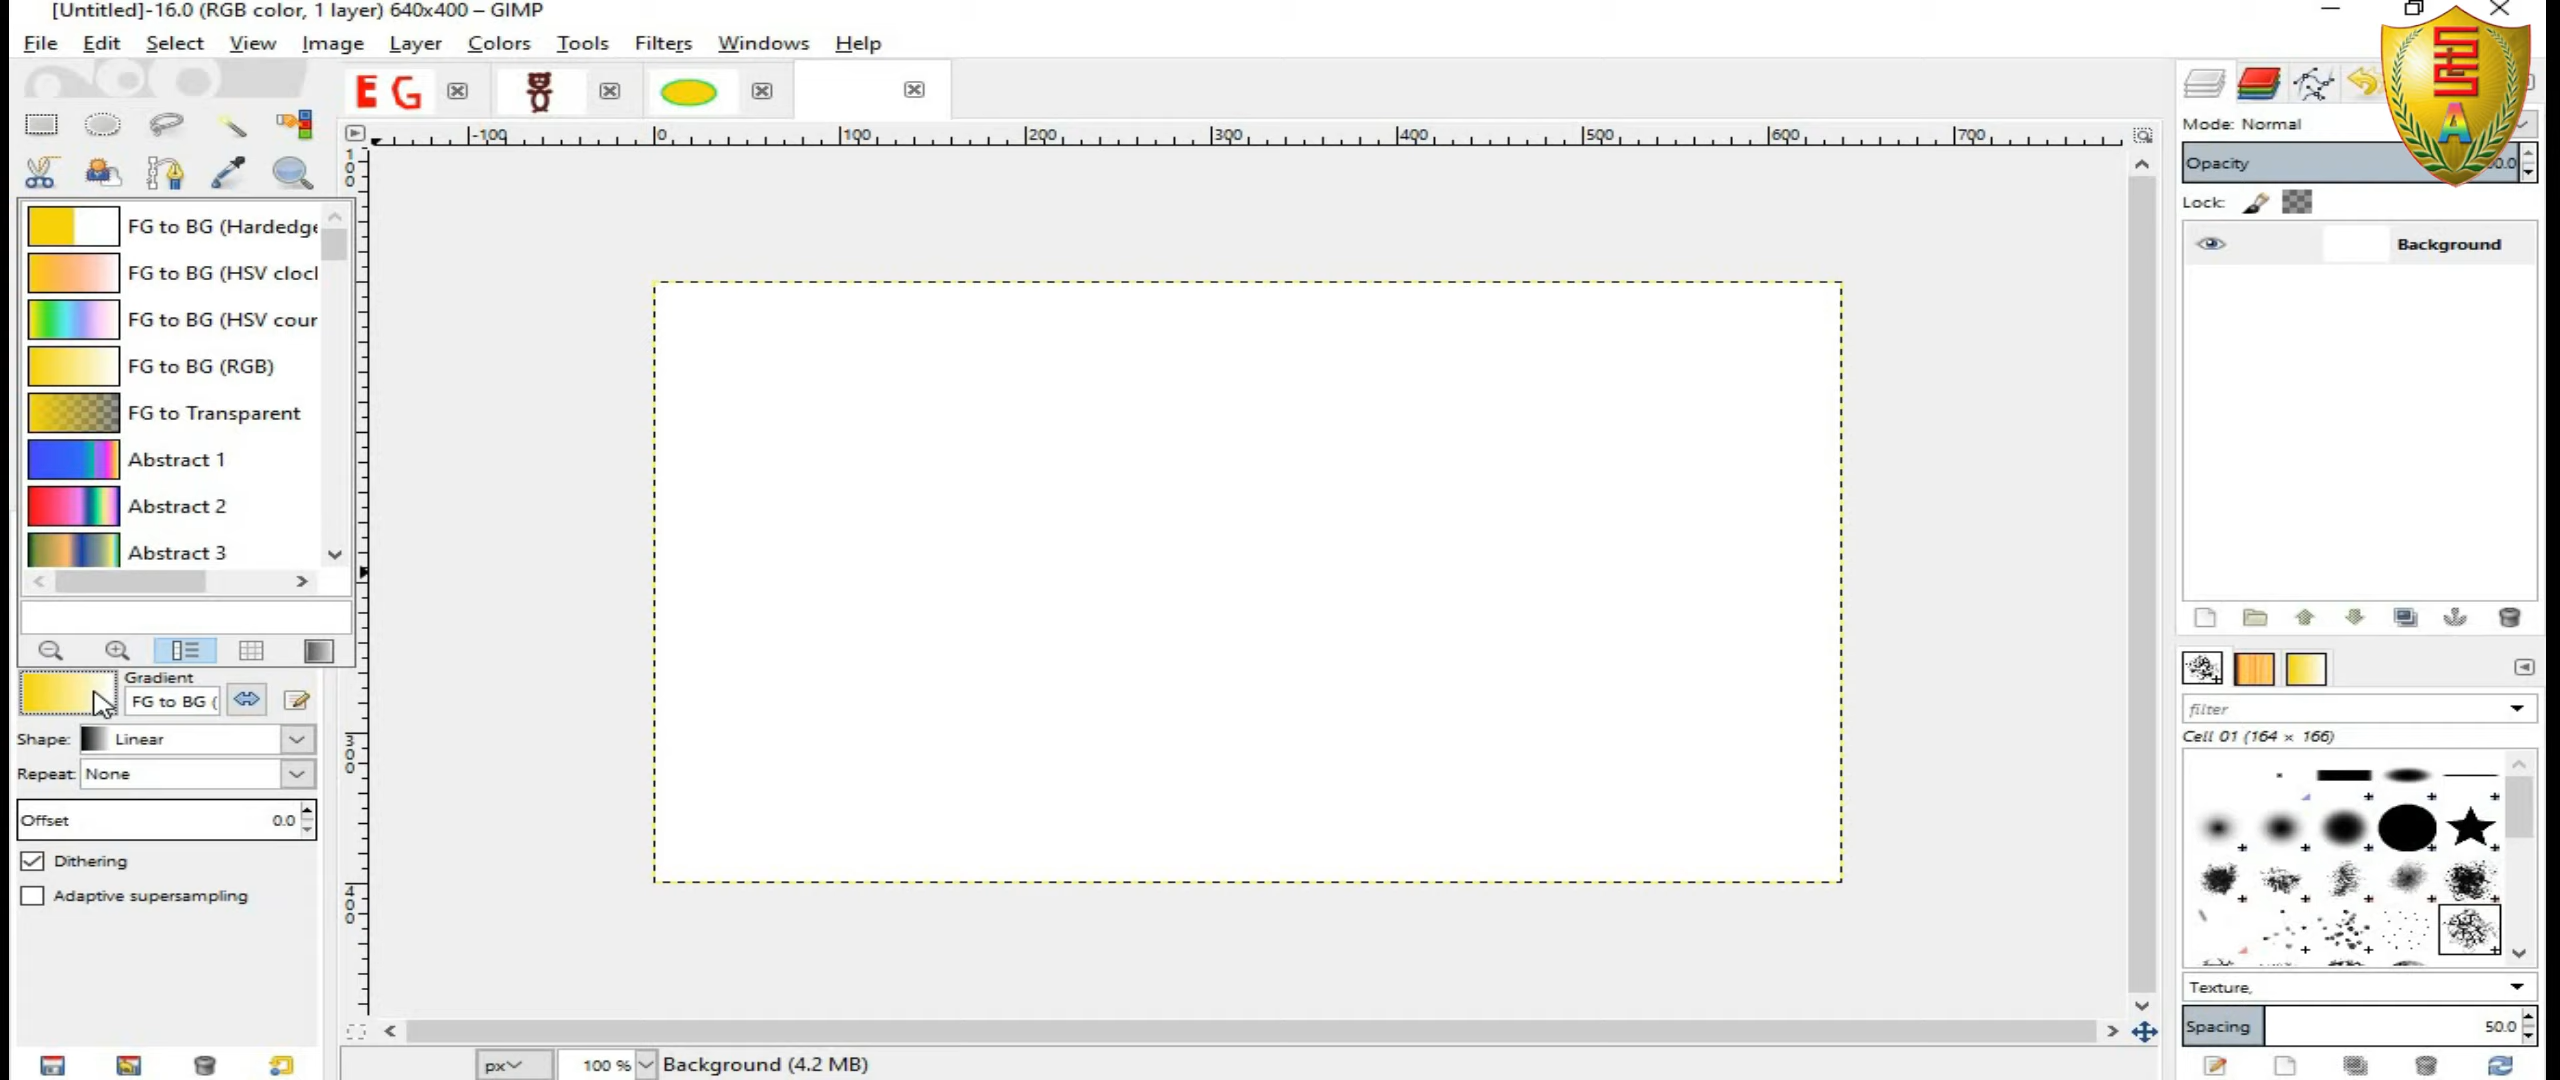 [Untitled]-16.0 (RGB color, 1 layer) 640x400 – GIMP
File Edit Select View Image Layer Colors Tools Filters Windows Help
E G
-100 0 100 200 300 400 500 600 700
100
300
400
FG to BG (Hardedge
FG to BG (HSV clocl
FG to BG (HSV cour
FG to BG (RGB)
FG to Transparent
Abstract 1
Abstract 2
Abstract 3
Gradient
FG to BG (
Shape: Linear
Repeat: None
Offset 0.0
Dithering
Adaptive supersampling
px 100 % Background (4.2 MB)
Mode: Normal
Opacity
Lock:
Background
filter
Cell 01 (164 × 166)
Texture,
Spacing 50.0